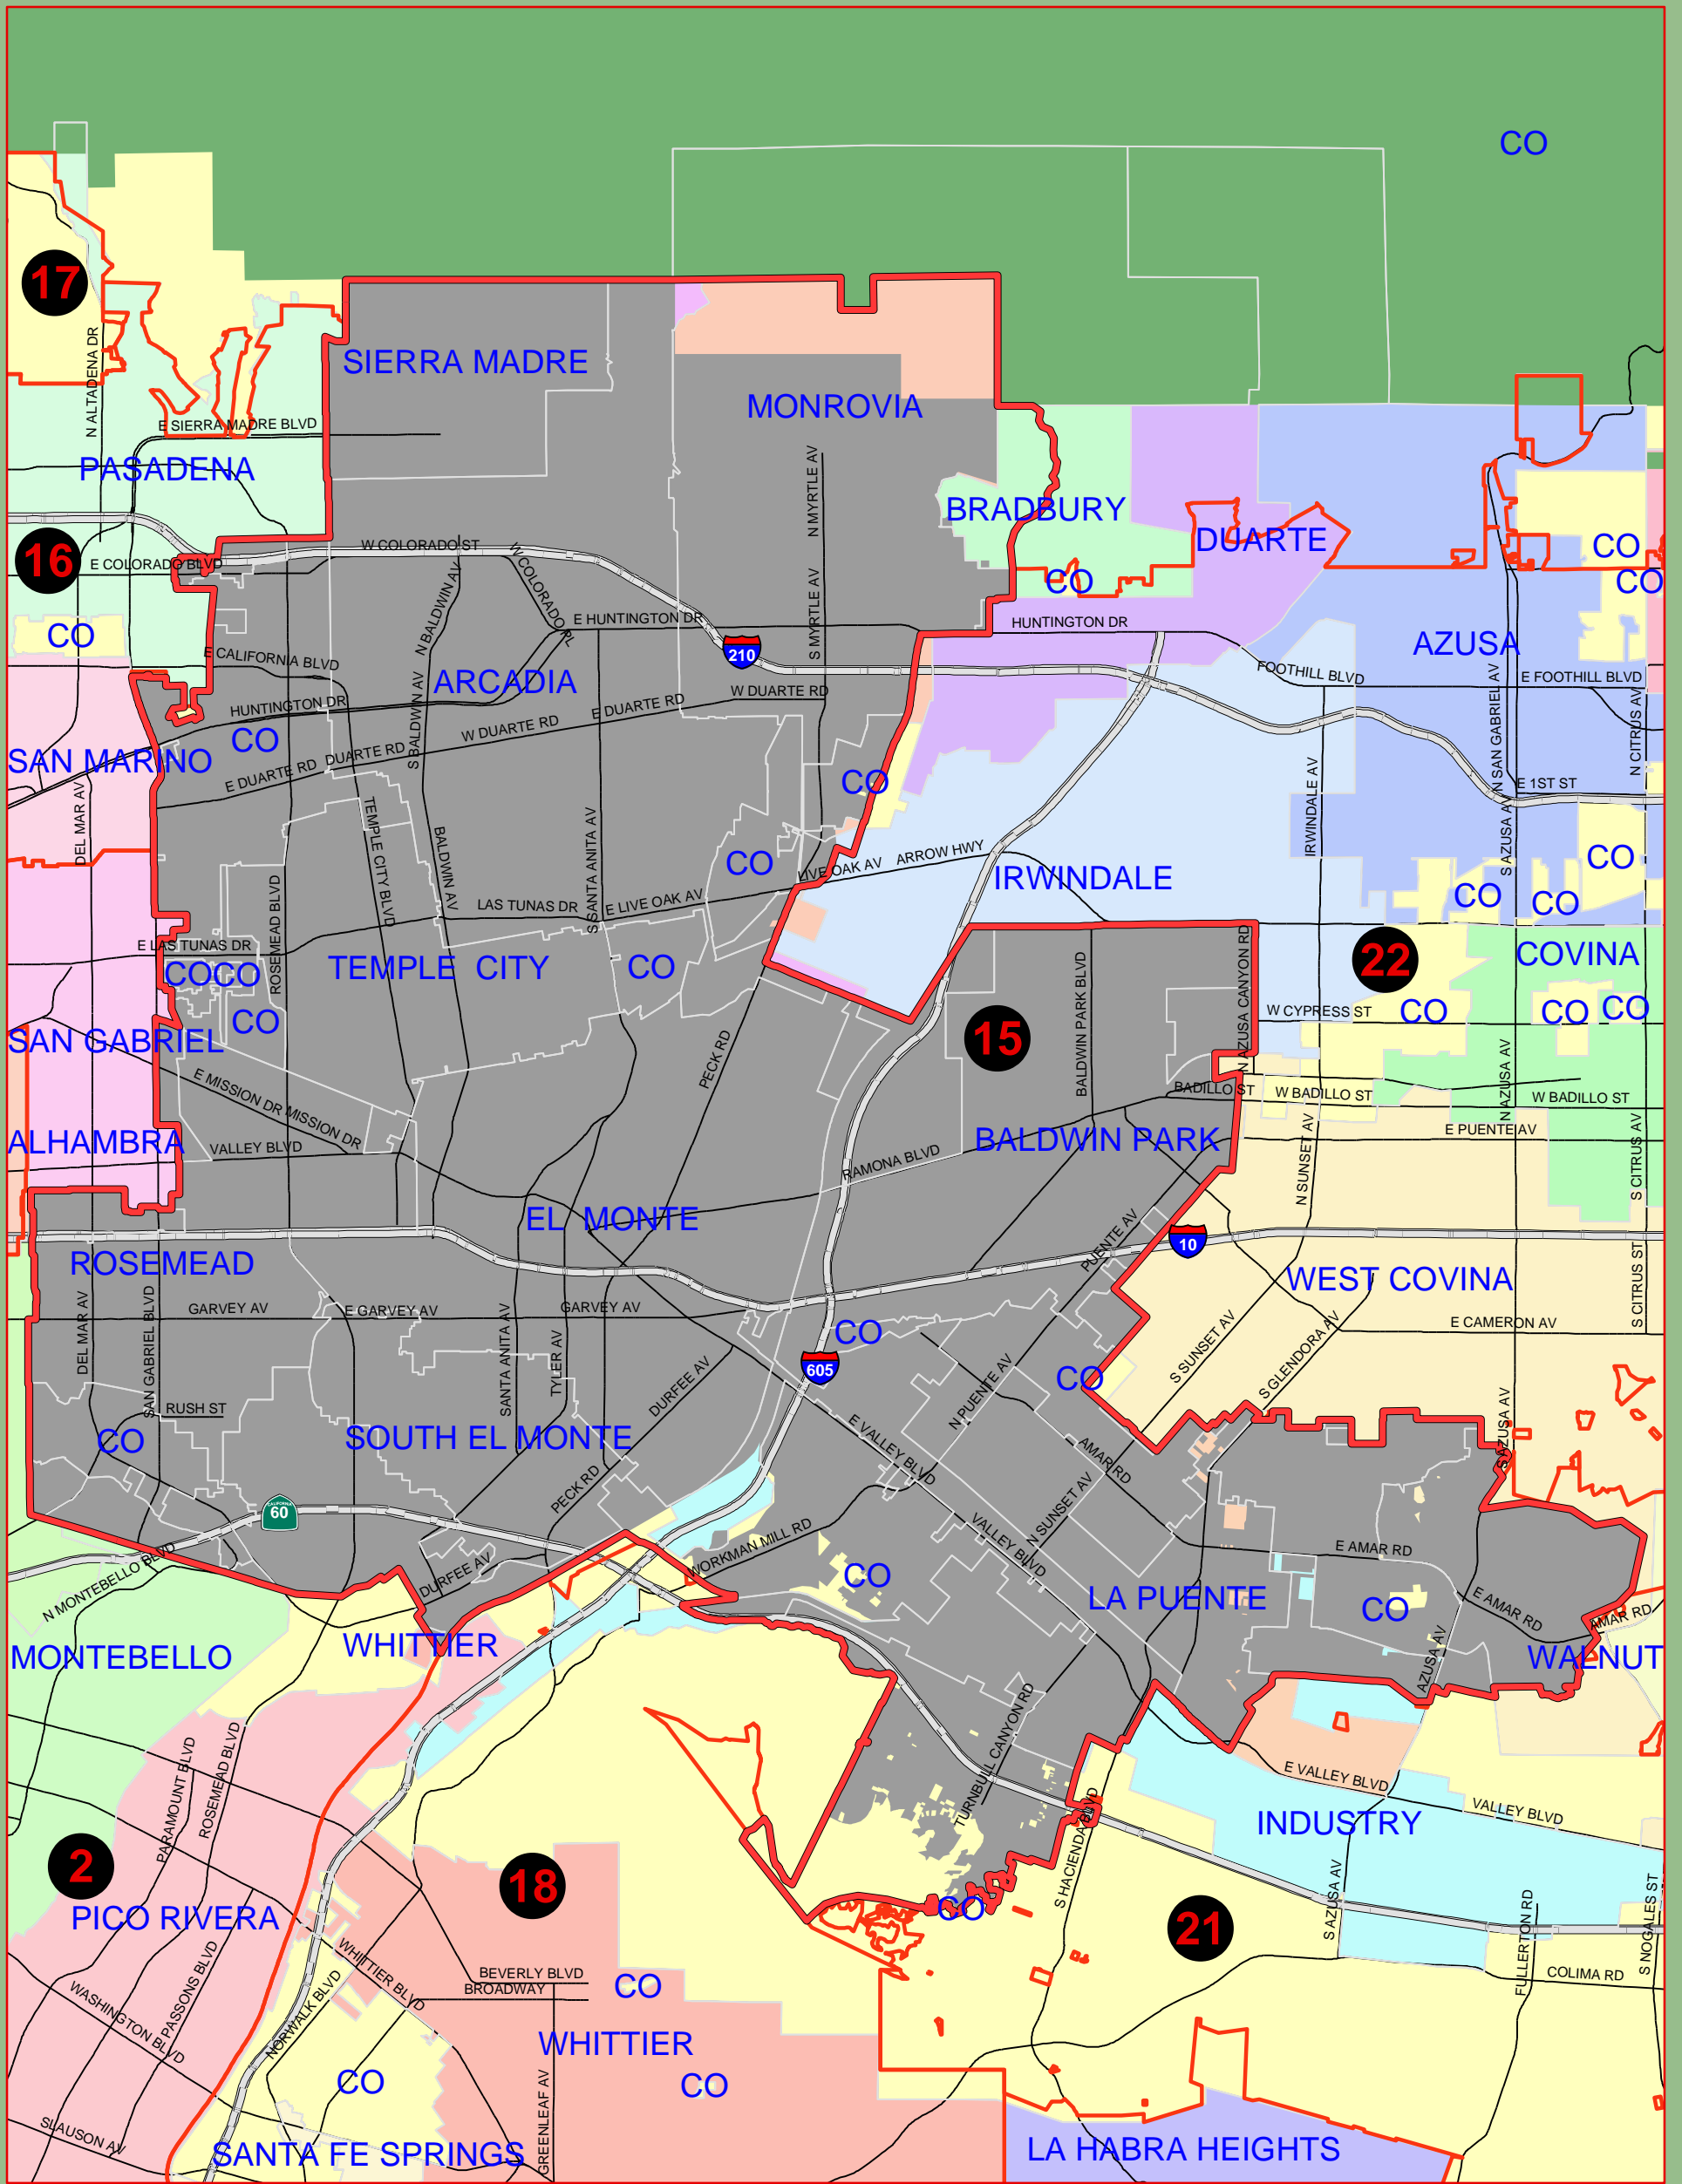 CO
17
N ALTADENA DR
SIERRA MADRE
MONROVIA
E SIERRA MADRE BLVD
PASADENA
N MYRTLE AV
BRADBURY
DUARTE
CO
16
W COLORADO ST
E COLORADO BLVD
W COLORADO PL
N BALDWIN AV
S MYRTLE AV
CO
CO
CO
E HUNTINGTON DR
HUNTINGTON DR
210
AZUSA
E CALIFORNIA BLVD
FOOTHILL BLVD
E FOOTHILL BLVD
ARCADIA
W DUARTE RD
E DUARTE RD
HUNTINGTON DR
W DUARTE RD
S BALDWIN AV
N SAN GABRIEL AV
N CITRUS AV
CO
SAN MARINO
DUARTE RD
E DUARTE RD
CO
E 1ST ST
DEL MAR AV
TEMPLE CITY BLVD
BALDWIN AV
S SANTA ANITA AV
IRWINDALE AV
S AZUSA AV
CO
CO
LIVE OAK AV
ARROW HWY
IRWINDALE
CO
CO
ROSEMEAD BLVD
LAS TUNAS DR
E LIVE OAK AV
E LAS TUNAS DR
COCO
TEMPLE CITY
CO
N AZUSA CANYON RD
BALDWIN PARK BLVD
22
COVINA
CO
SAN GABRIEL
W CYPRESS ST
CO
CO
CO
15
PECK RD
N AZUSA AV
E MISSION DR
MISSION DR
BADILLO ST
W BADILLO ST
W BADILLO ST
ALHAMBRA
VALLEY BLVD
BALDWIN PARK
E PUENTE AV
RAMONA BLVD
N SUNSET AV
S CITRUS AV
EL MONTE
PUENTE AV
10
ROSEMEAD
WEST COVINA
S CITRUS ST
GARVEY AV
E GARVEY AV
GARVEY AV
DEL MAR AV
SAN GABRIEL BLVD
SANTA ANITA AV
TYLER AV
CO
E CAMERON AV
605
S SUNSET AV
S GLENDORA AV
DURFEE AV
N PUENTE AV
CO
RUSH ST
CO
SOUTH EL MONTE
E VALLEY BLVD
AMAR RD
S AZUSA AV
PECK RD
N SUNSET AV
CALIFORNIA
60
WORKMAN MILL RD
VALLEY BLVD
E AMAR RD
N MONTEBELLO BLVD
DURFEE AV
CO
LA PUENTE
CO
E AMAR RD
AMAR RD
MONTEBELLO
WHITTIER
AZUSA AV
WALNUT
TURNBULL CANYON RD
PARAMOUNT BLVD
ROSEMEAD BLVD
E VALLEY BLVD
VALLEY BLVD
INDUSTRY
S HACIENDA BLVD
2
18
PICO RIVERA
CO
21
S AZUSA AV
FULLERTON RD
S NOGALES ST
PASSONS BLVD
WHITTIER BLVD
WASHINGTON BLVD
BEVERLY BLVD
BROADWAY
CO
COLIMA RD
NORWALK BLVD
WHITTIER
CO
CO
GREENLEAF AV
SLAUSON AV
SANTA FE SPRINGS
LA HABRA HEIGHTS